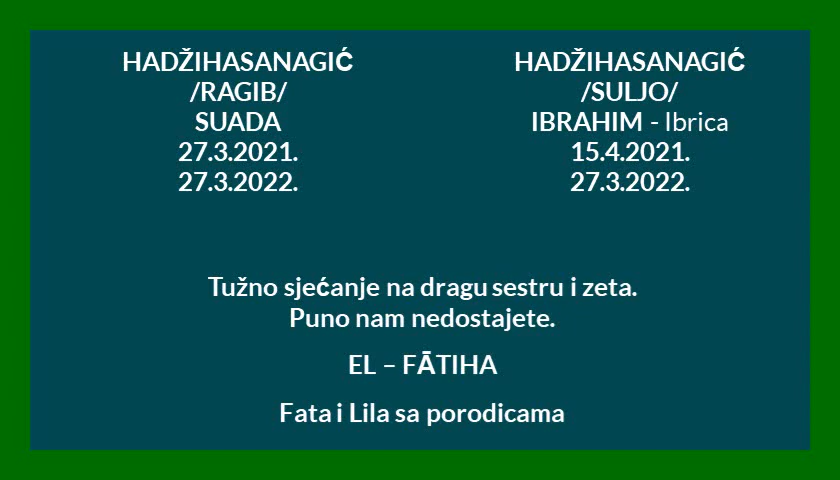 HADŽIHASANAGIĆ
/RAGIB/
SUADA
27.3.2021.
27.3.2022.
HADŽIHASANAGIĆ
/SULJO/
IBRAHIM - Ibrica
15.4.2021.
27.3.2022.
Tužno sjećanje na dragu sestru i zeta.
Puno nam nedostajete.
EL – FĀTIHA
Fata i Lila sa porodicama